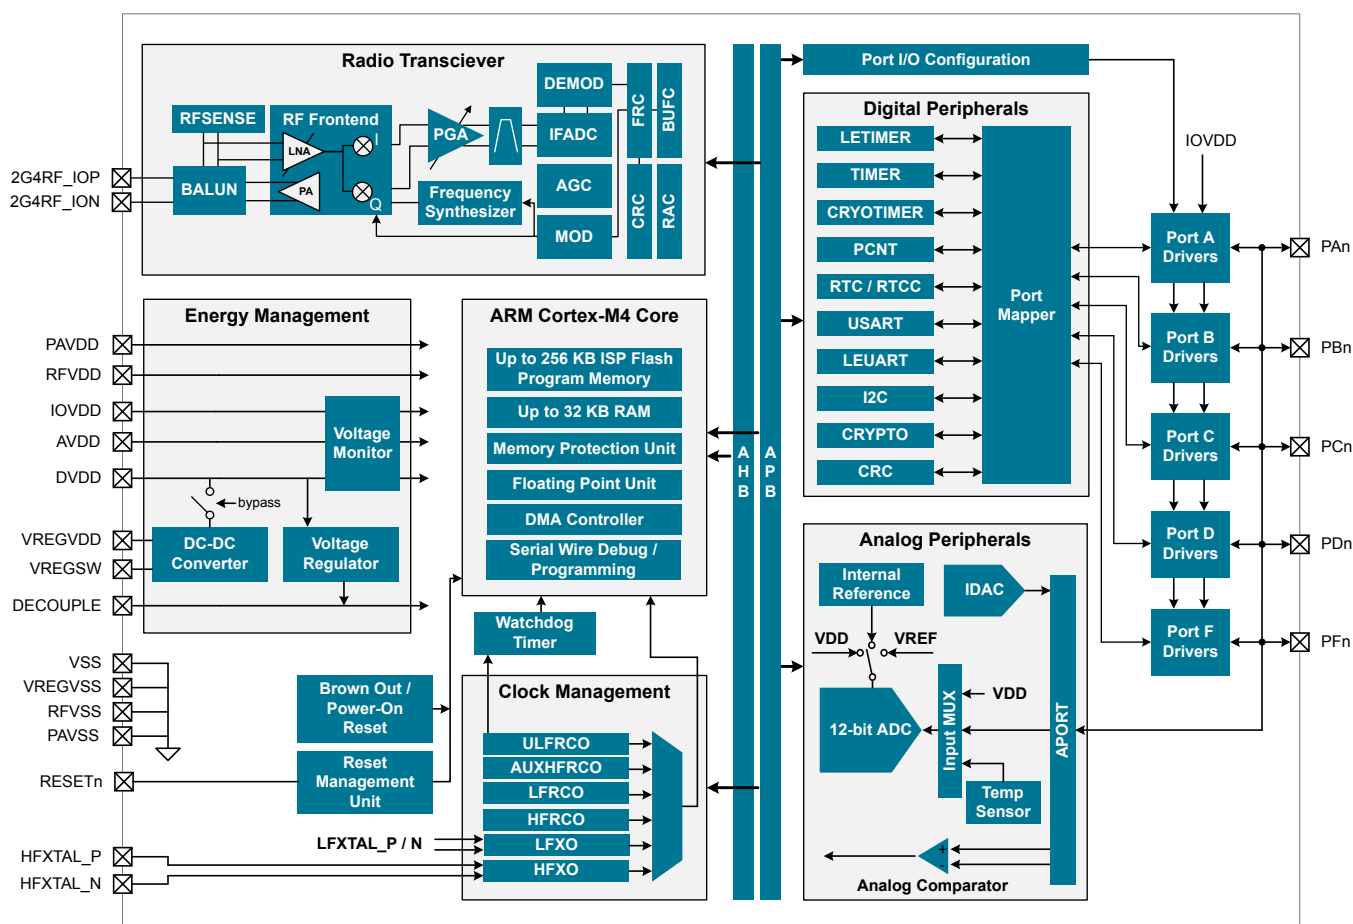 Radio Transciever
RFSENSE
RF Frontend
LNA
I
PA
Q
BALUN
2G4RF_IOP
2G4RF_ION
PGA
Frequency
Synthesizer
DEMOD
IFADC
AGC
MOD
FRC
BUFC
CRC
RAC
Energy Management
PAVDD
RFVDD
IOVDD
AVDD
DVDD
Voltage
Monitor
bypass
VREGVDD
VREGSW
DC-DC
Converter
Voltage
Regulator
DECOUPLE
VSS
VREGVSS
RFVSS
PAVSS
RESETn
HFXTAL_P
HFXTAL_N
Brown Out /
Power-On
Reset
Reset
Management
Unit
LFXTAL_P / N
ARM Cortex-M4 Core
Up to 256 KB ISP Flash
Program Memory
Up to 32 KB RAM
Memory Protection Unit
Floating Point Unit
DMA Controller
Serial Wire Debug /
Programming
Watchdog
Timer
Clock Management
ULFRCO
AUXHFRCO
LFRCO
HFRCO
LFXO
HFXO
AHB
APB
Port I/O Configuration
Digital Peripherals
LETIMER
TIMER
CRYOTIMER
PCNT
RTC / RTCC
USART
LEUART
I2C
CRYPTO
CRC
Port
Mapper
Analog Peripherals
Internal
Reference
IDAC
VDD
VREF
12-bit ADC
Input MUX
VDD
Temp
Sensor
APORT
+
-
Analog Comparator
IOVDD
Port A
Drivers
Port B
Drivers
Port C
Drivers
Port D
Drivers
Port F
Drivers
PAn
PBn
PCn
PDn
PFn